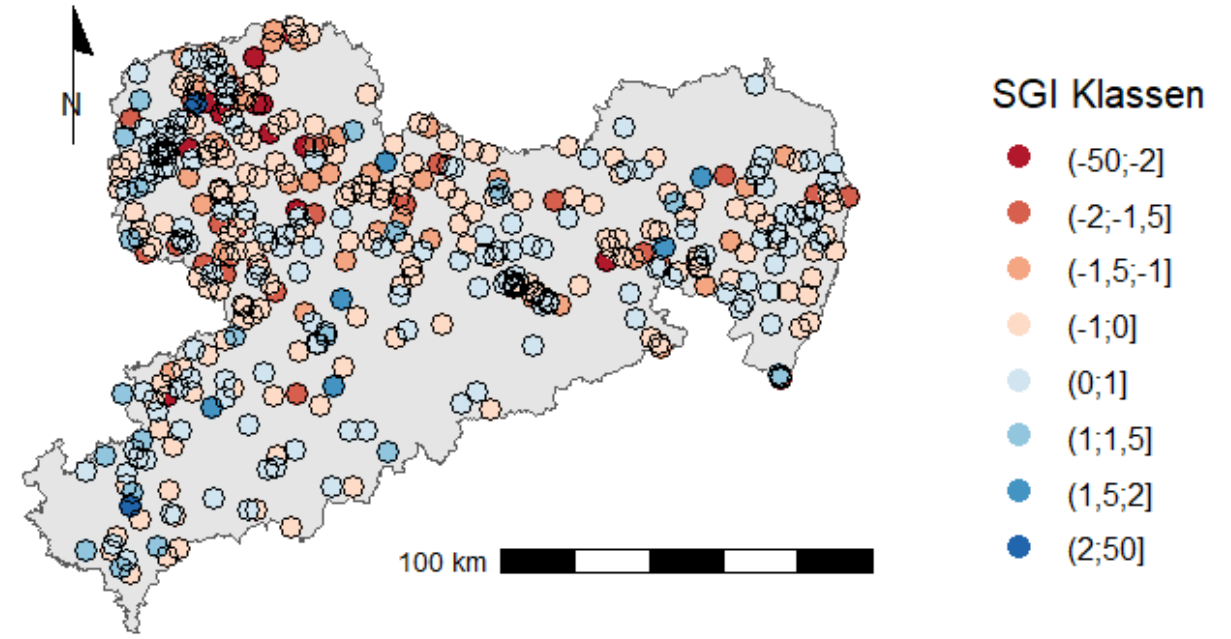 N
SGI Klassen
(-50;-2]
(-2;-1,5]
(-1,5;-1]
(-1;0]
(0;1]
(1;1,5]
(1,5;2]
(2;50]
100 km